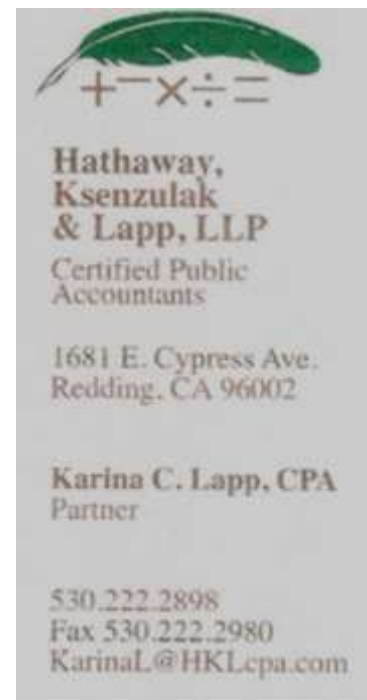 +−×÷=
Hathaway,
Ksenzulak
& Lapp, LLP
Certified Public
Accountants
1681 E. Cypress Ave.
Redding, CA 96002
Karina C. Lapp, CPA
Partner
530.222.2898
Fax 530.222.2980
KarinaL@HKLcpa.com